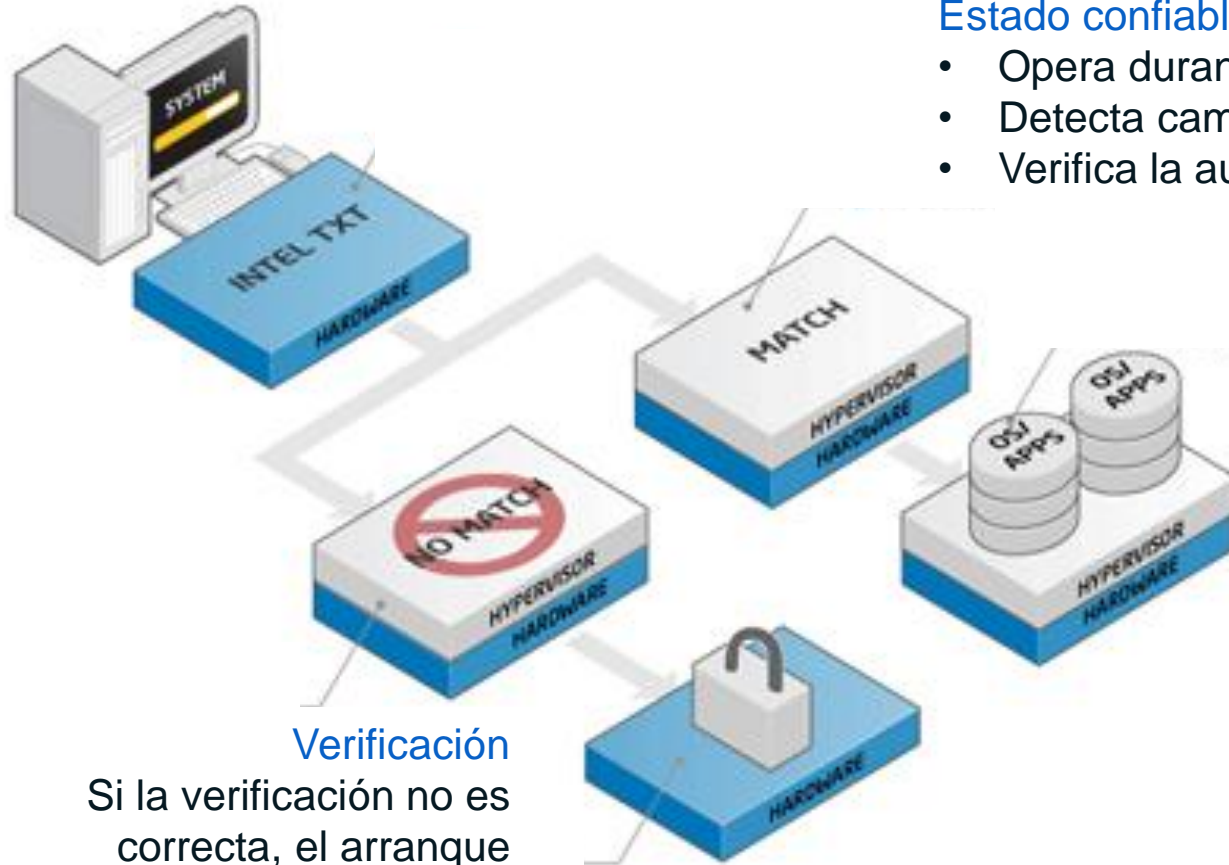 Estado confiabl
• Opera duran
• Detecta cam
• Verifica la au
SYSTEM
INTEL TXT
HARDWARE
MATCH
HYPERVISOR
HARDWARE
OS/
APPS
OS/
APPS
HYPERVISOR
HARDWARE
NO MATCH
HYPERVISOR
HARDWARE
HARDWARE
Verificación
Si la verificación no es
correcta, el arranque